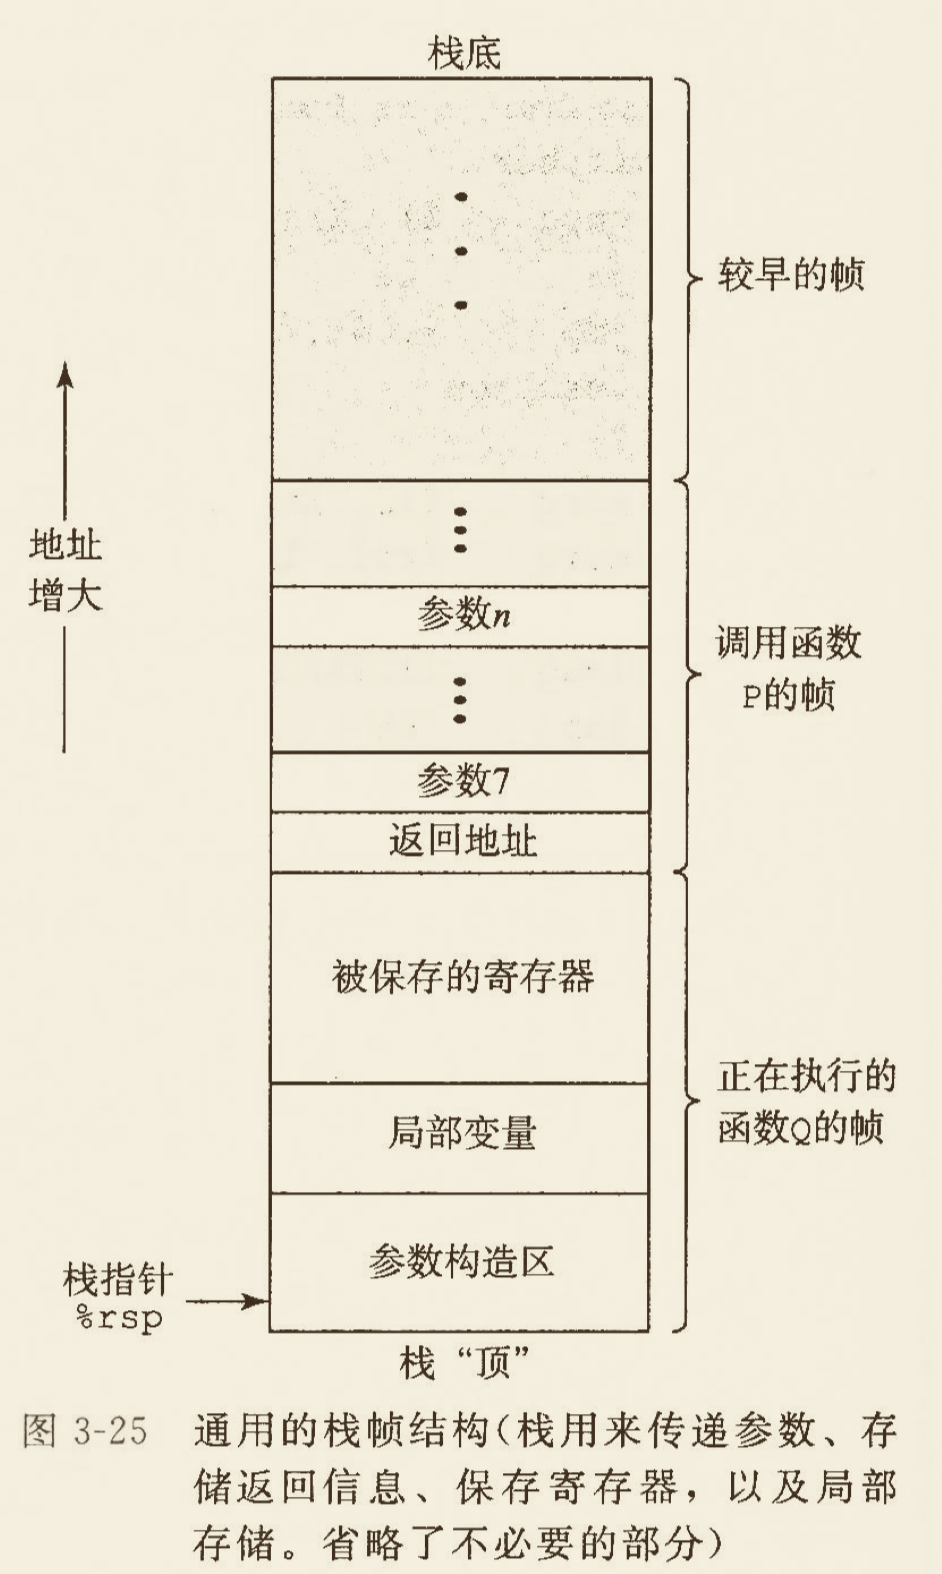 栈底
较早的帧
地址
增大
参数n
调用函数
P的帧
参数7
返回地址
被保存的寄存器
正在执行的
函数Q的帧
局部变量
参数构造区
栈指针
%rsp
栈“顶”
图 3-25 通用的栈帧结构(栈用来传递参数、存
储返回信息、保存寄存器，以及局部
存储。省略了不必要的部分)